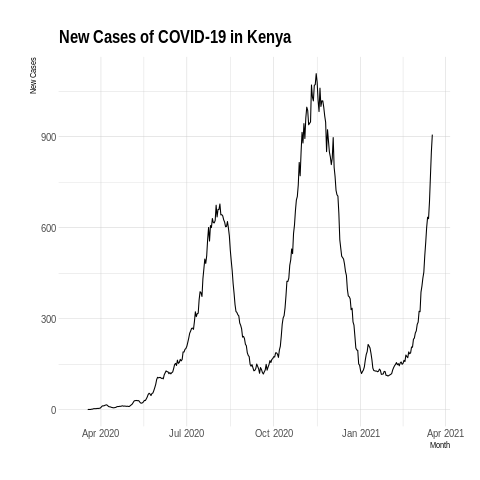 New Cases of COVID-19 in Kenya
New Cases
900
600
300
0
Apr 2020
Jul 2020
Oct 2020
Jan 2021
Apr 2021
Month